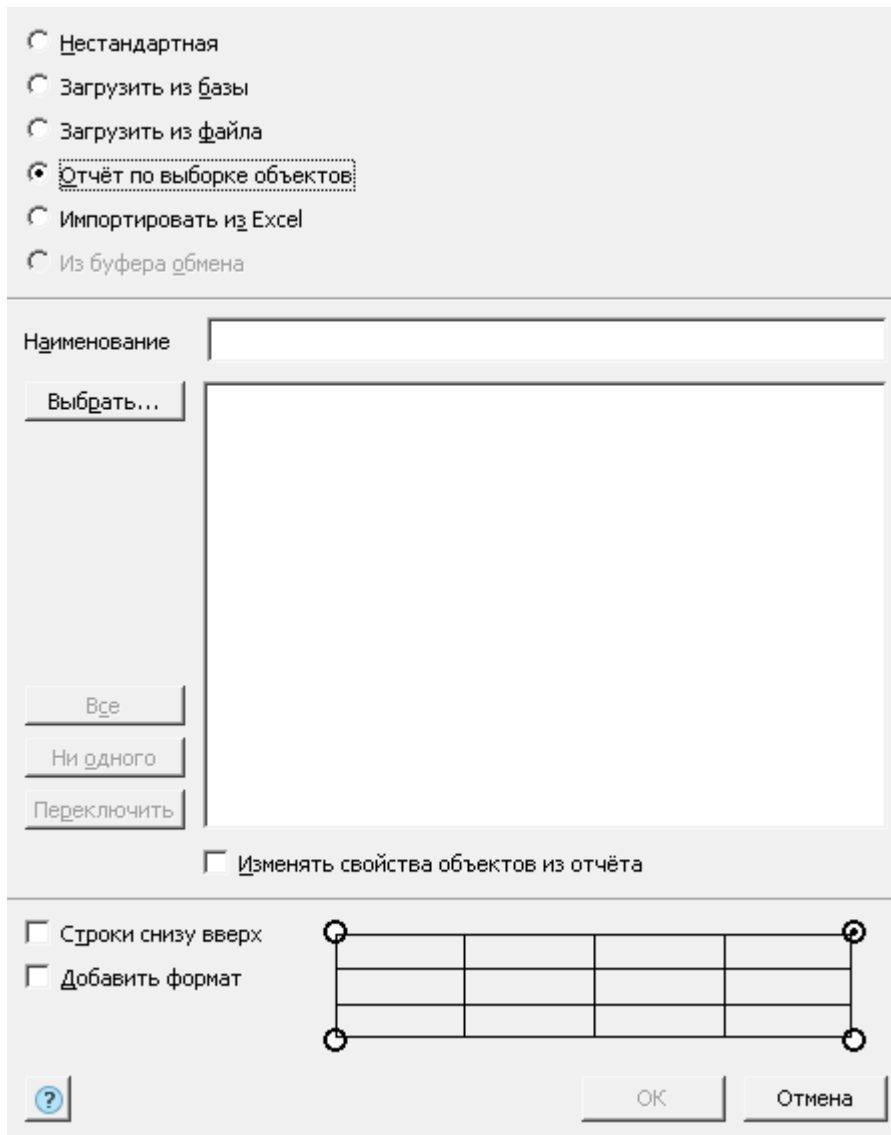 Нестандартная
Загрузить из базы
Загрузить из файла
Отчёт по выборке объектов
Импортировать из Excel
Из буфера обмена
Наименование
Выбрать...
Все
Ни одного
Переключить
Изменять свойства объектов из отчёта
Строки снизу вверх
Добавить формат
?
ОК
Отмена